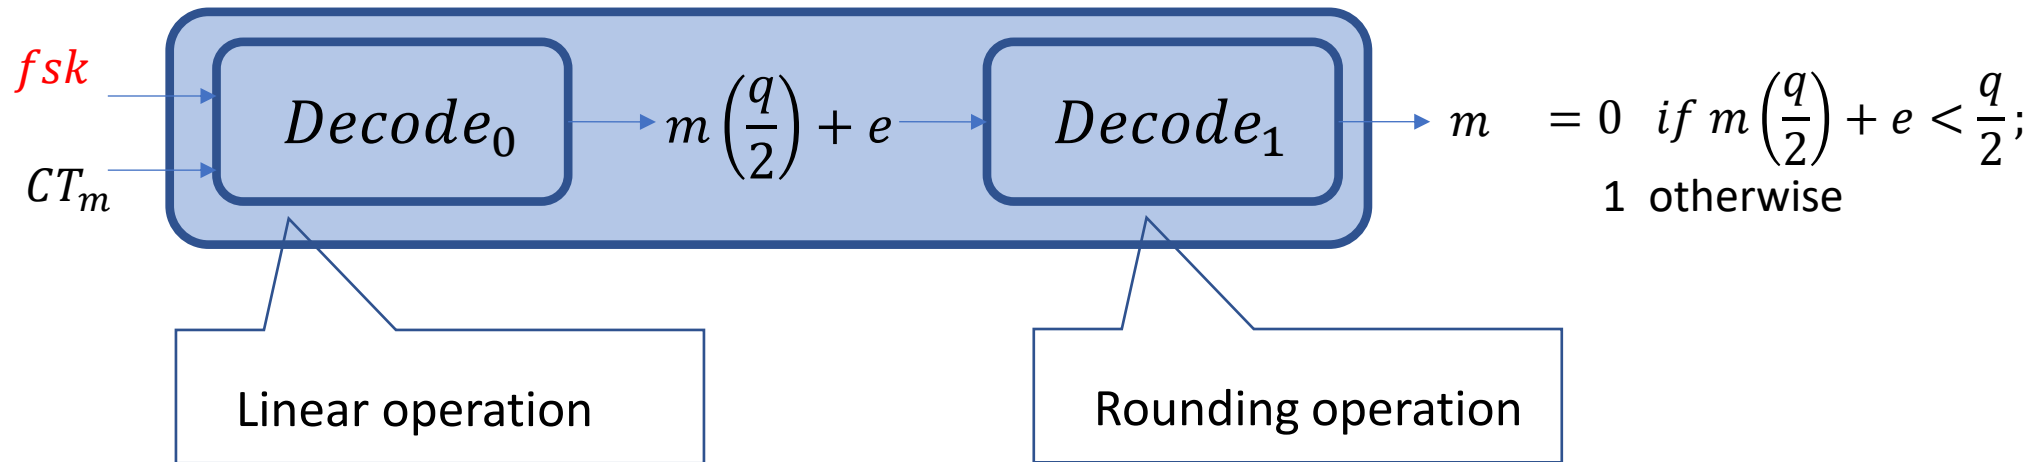 fsk
CT_m
Decode_0
m(q/2) + e
Decode_1
m = 0 if m(q/2) + e < q/2;
1 otherwise
Linear operation
Rounding operation